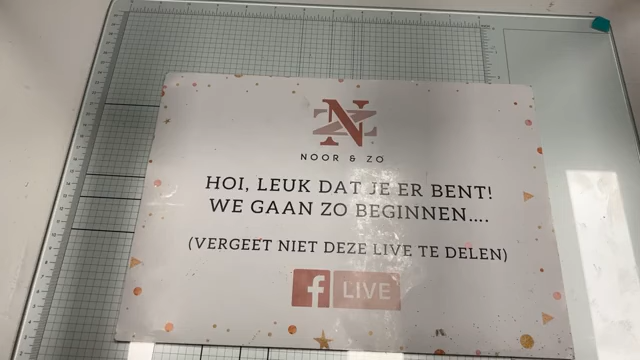 NZ
NOOR & ZO
HOI, LEUK DAT JE ER BENT!
WE GAAN ZO BEGINNEN....
(VERGEET NIET DEZE LIVE TE DELEN)
f LIVE